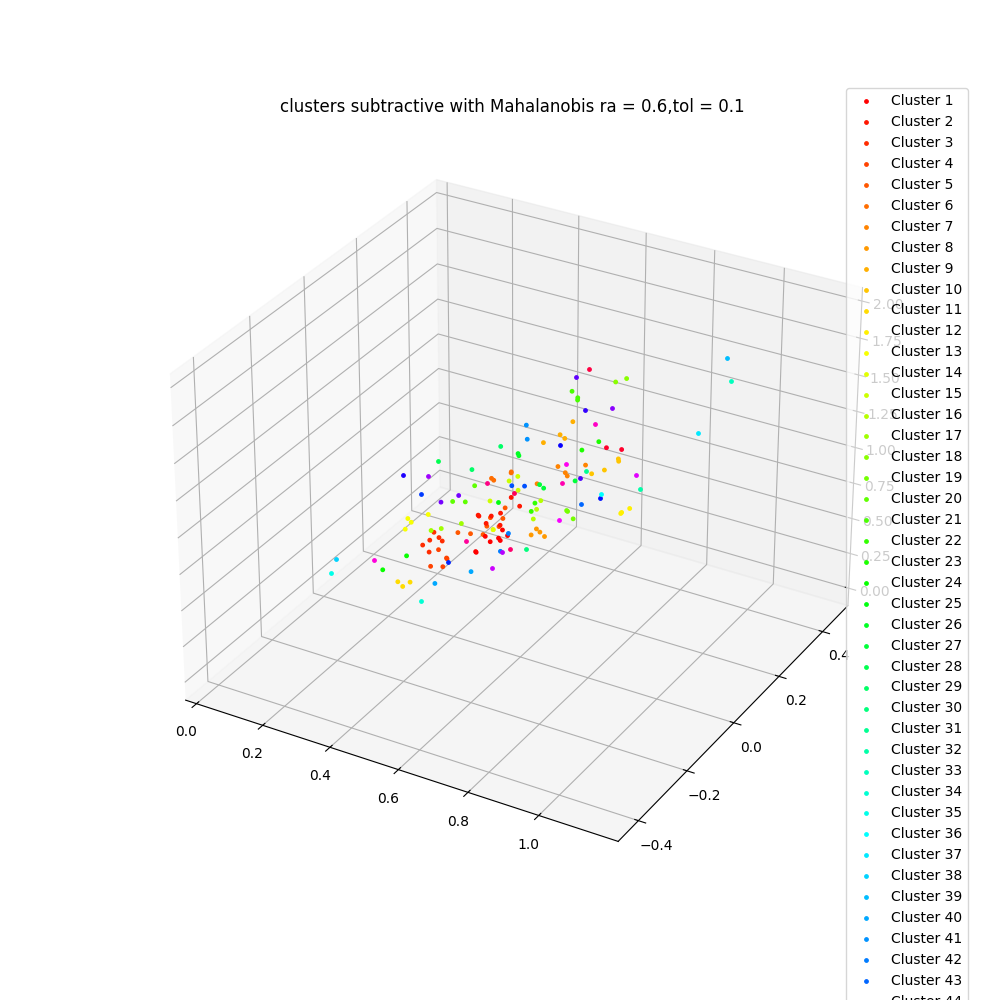 clusters subtractive with Mahalanobis ra = 0.6,tol = 0.1
Cluster 1
Cluster 2
Cluster 3
Cluster 4
Cluster 5
Cluster 6
Cluster 7
Cluster 8
Cluster 9
Cluster 10
Cluster 11
Cluster 12
Cluster 13
Cluster 14
Cluster 15
Cluster 16
Cluster 17
Cluster 18
Cluster 19
Cluster 20
Cluster 21
Cluster 22
Cluster 23
Cluster 24
Cluster 25
Cluster 26
Cluster 27
Cluster 28
Cluster 29
Cluster 30
Cluster 31
Cluster 32
Cluster 33
Cluster 34
Cluster 35
Cluster 36
Cluster 37
Cluster 38
Cluster 39
Cluster 40
Cluster 41
Cluster 42
Cluster 43
Cluster 44
2.00
1.75
1.50
1.25
1.00
0.75
0.50
0.25
0.00
0.4
0.2
0.0
−0.2
−0.4
0.0
0.2
0.4
0.6
0.8
1.0